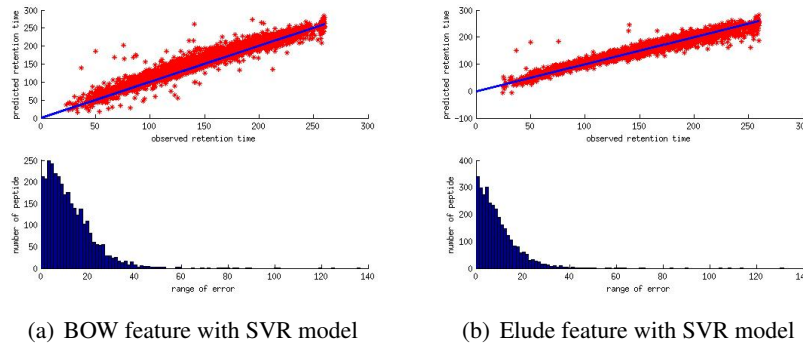 predicted retention time
300
250
200
150
100
50
0
0 50 100 150 200 250 300
observed retention time
number of peptide
250
200
150
100
50
0
0 20 40 60 80 100 120 140
range of error
(a) BOW feature with SVR model
predicted retention time
300
200
100
0
-100
0 50 100 150 200 250 300
observed retention time
number of peptide
400
300
200
100
0
0 20 40 60 80 100 120 140
range of error
(b) Elude feature with SVR model